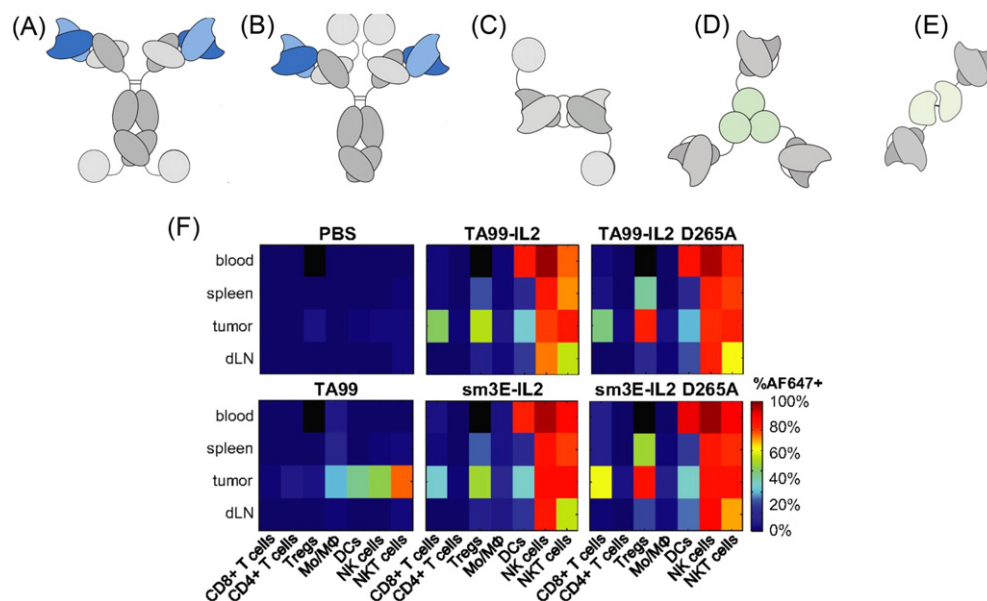 (A) (B) (C) (D) (E)
(F)
PBS TA99-IL2 TA99-IL2 D265A
blood
spleen
tumor
dLN
TA99 sm3E-IL2 sm3E-IL2 D265A
%AF647+
blood
spleen
tumor
dLN
100%
80%
60%
40%
20%
0%
CD8+ T cells
CD4+ T cells
Tregs
Mo/MΦ
DCs
NK cells
NKT cells
CD8+ T cells
CD4+ T cells
Tregs
Mo/MΦ
DCs
NK cells
NKT cells
CD8+ T cells
CD4+ T cells
Tregs
Mo/MΦ
DCs
NK cells
NKT cells